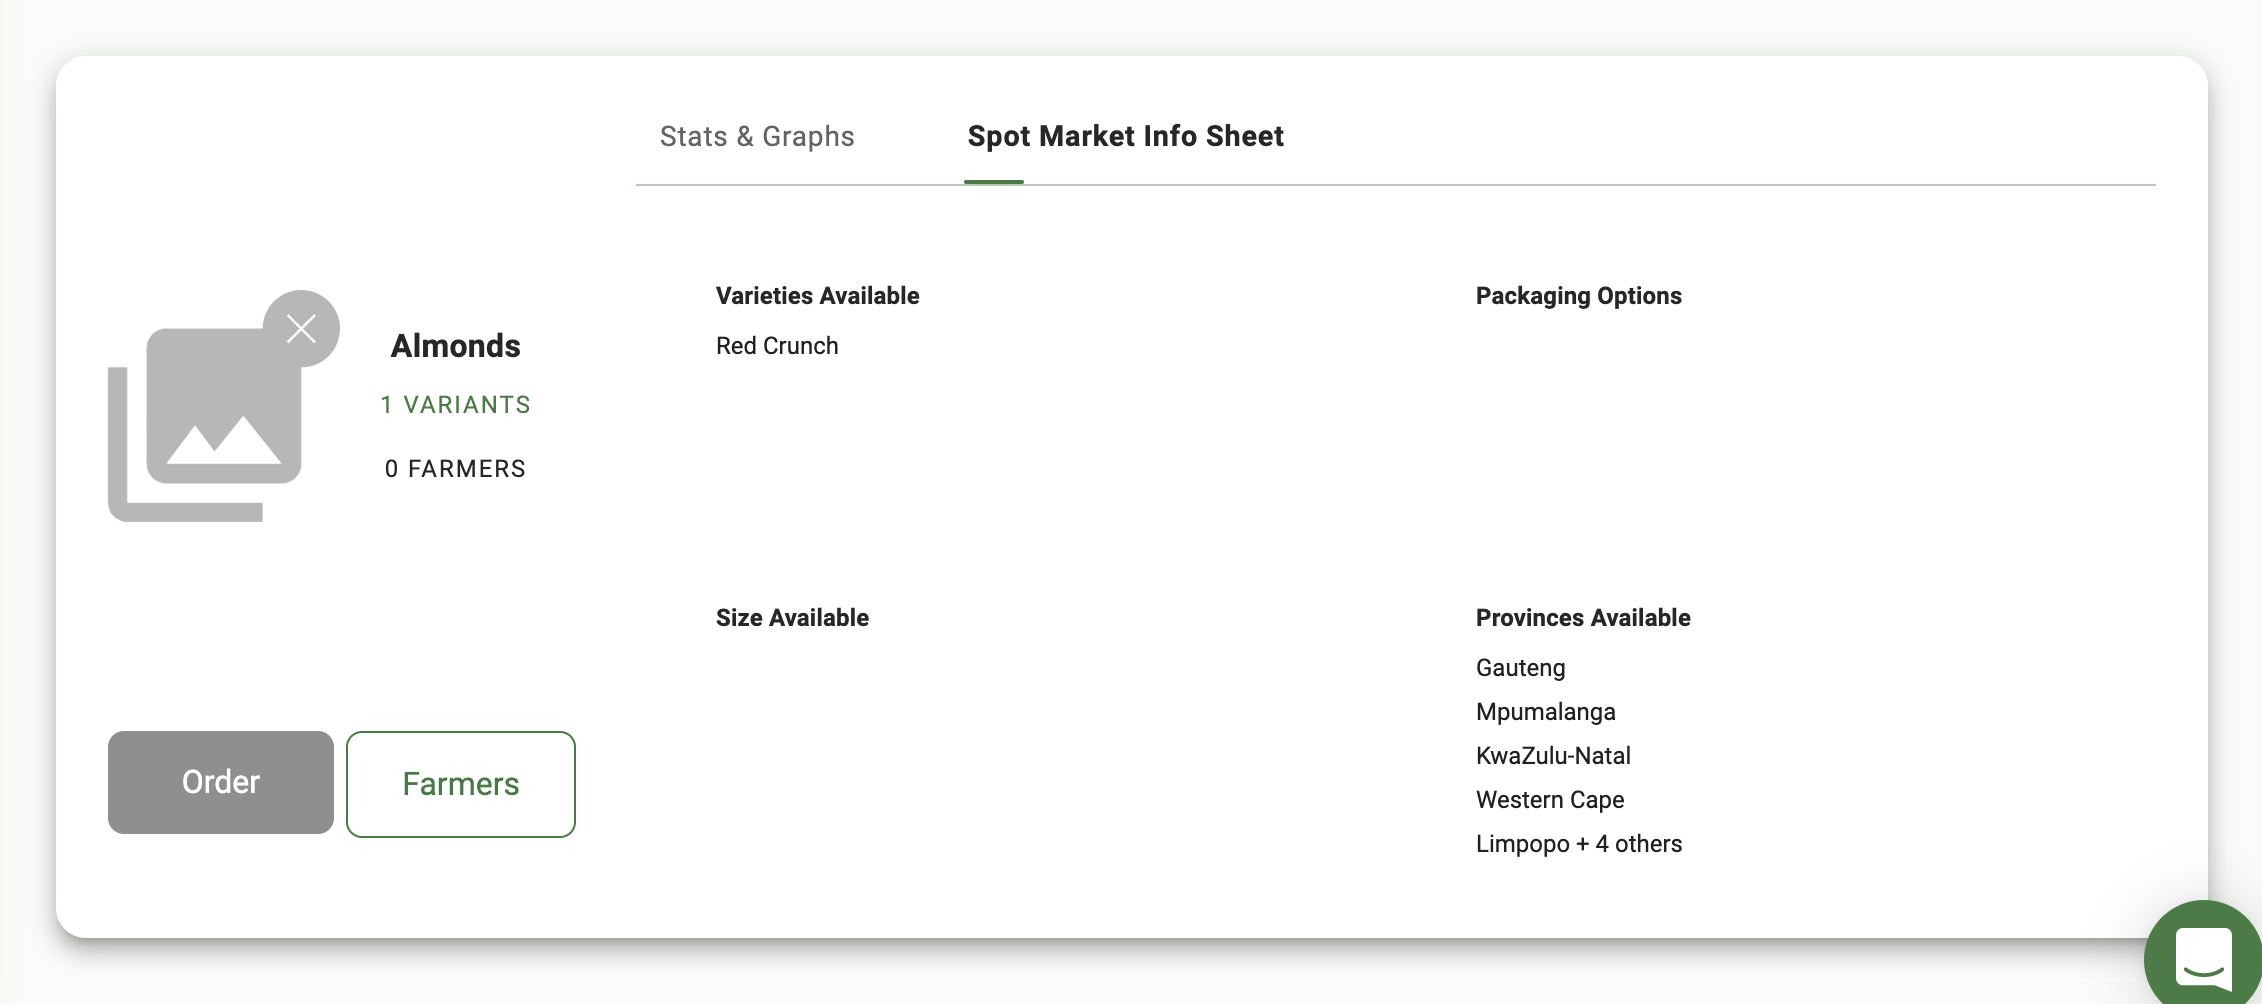 Stats & Graphs
Spot Market Info Sheet
Almonds
1 VARIANTS
0 FARMERS
Order
Farmers
Varieties Available
Red Crunch
Packaging Options
Size Available
Provinces Available
Gauteng
Mpumalanga
KwaZulu-Natal
Western Cape
Limpopo + 4 others